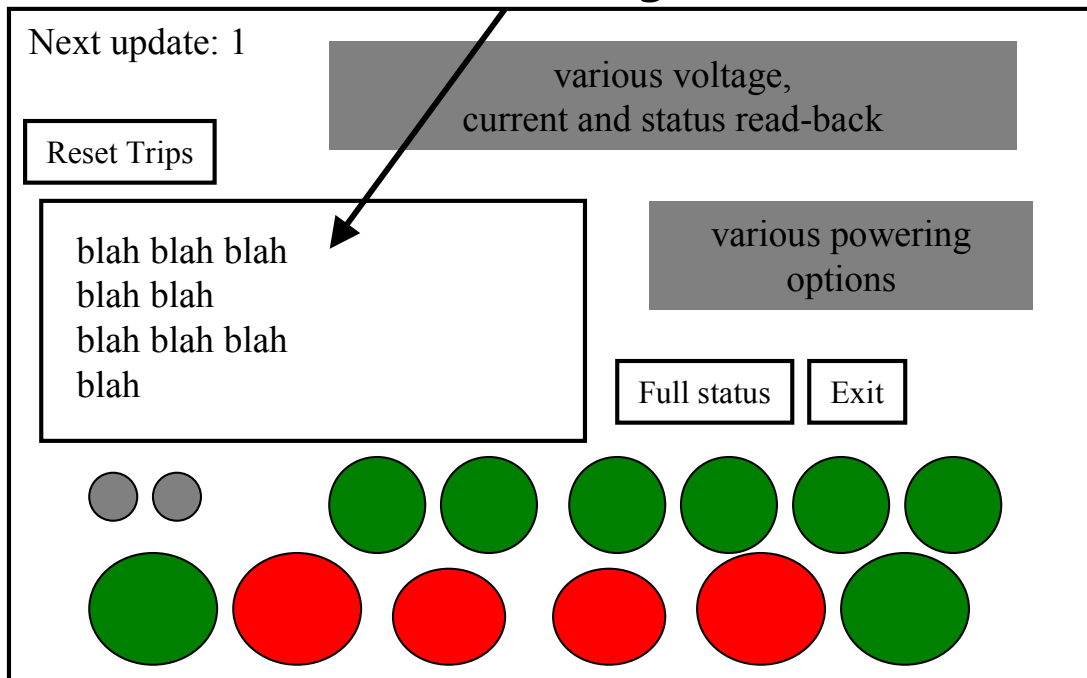 Next update: 1
various voltage,
current and status read-back
Reset Trips
blah blah blah
blah blah
blah blah blah
blah
various powering
options
Full status
Exit